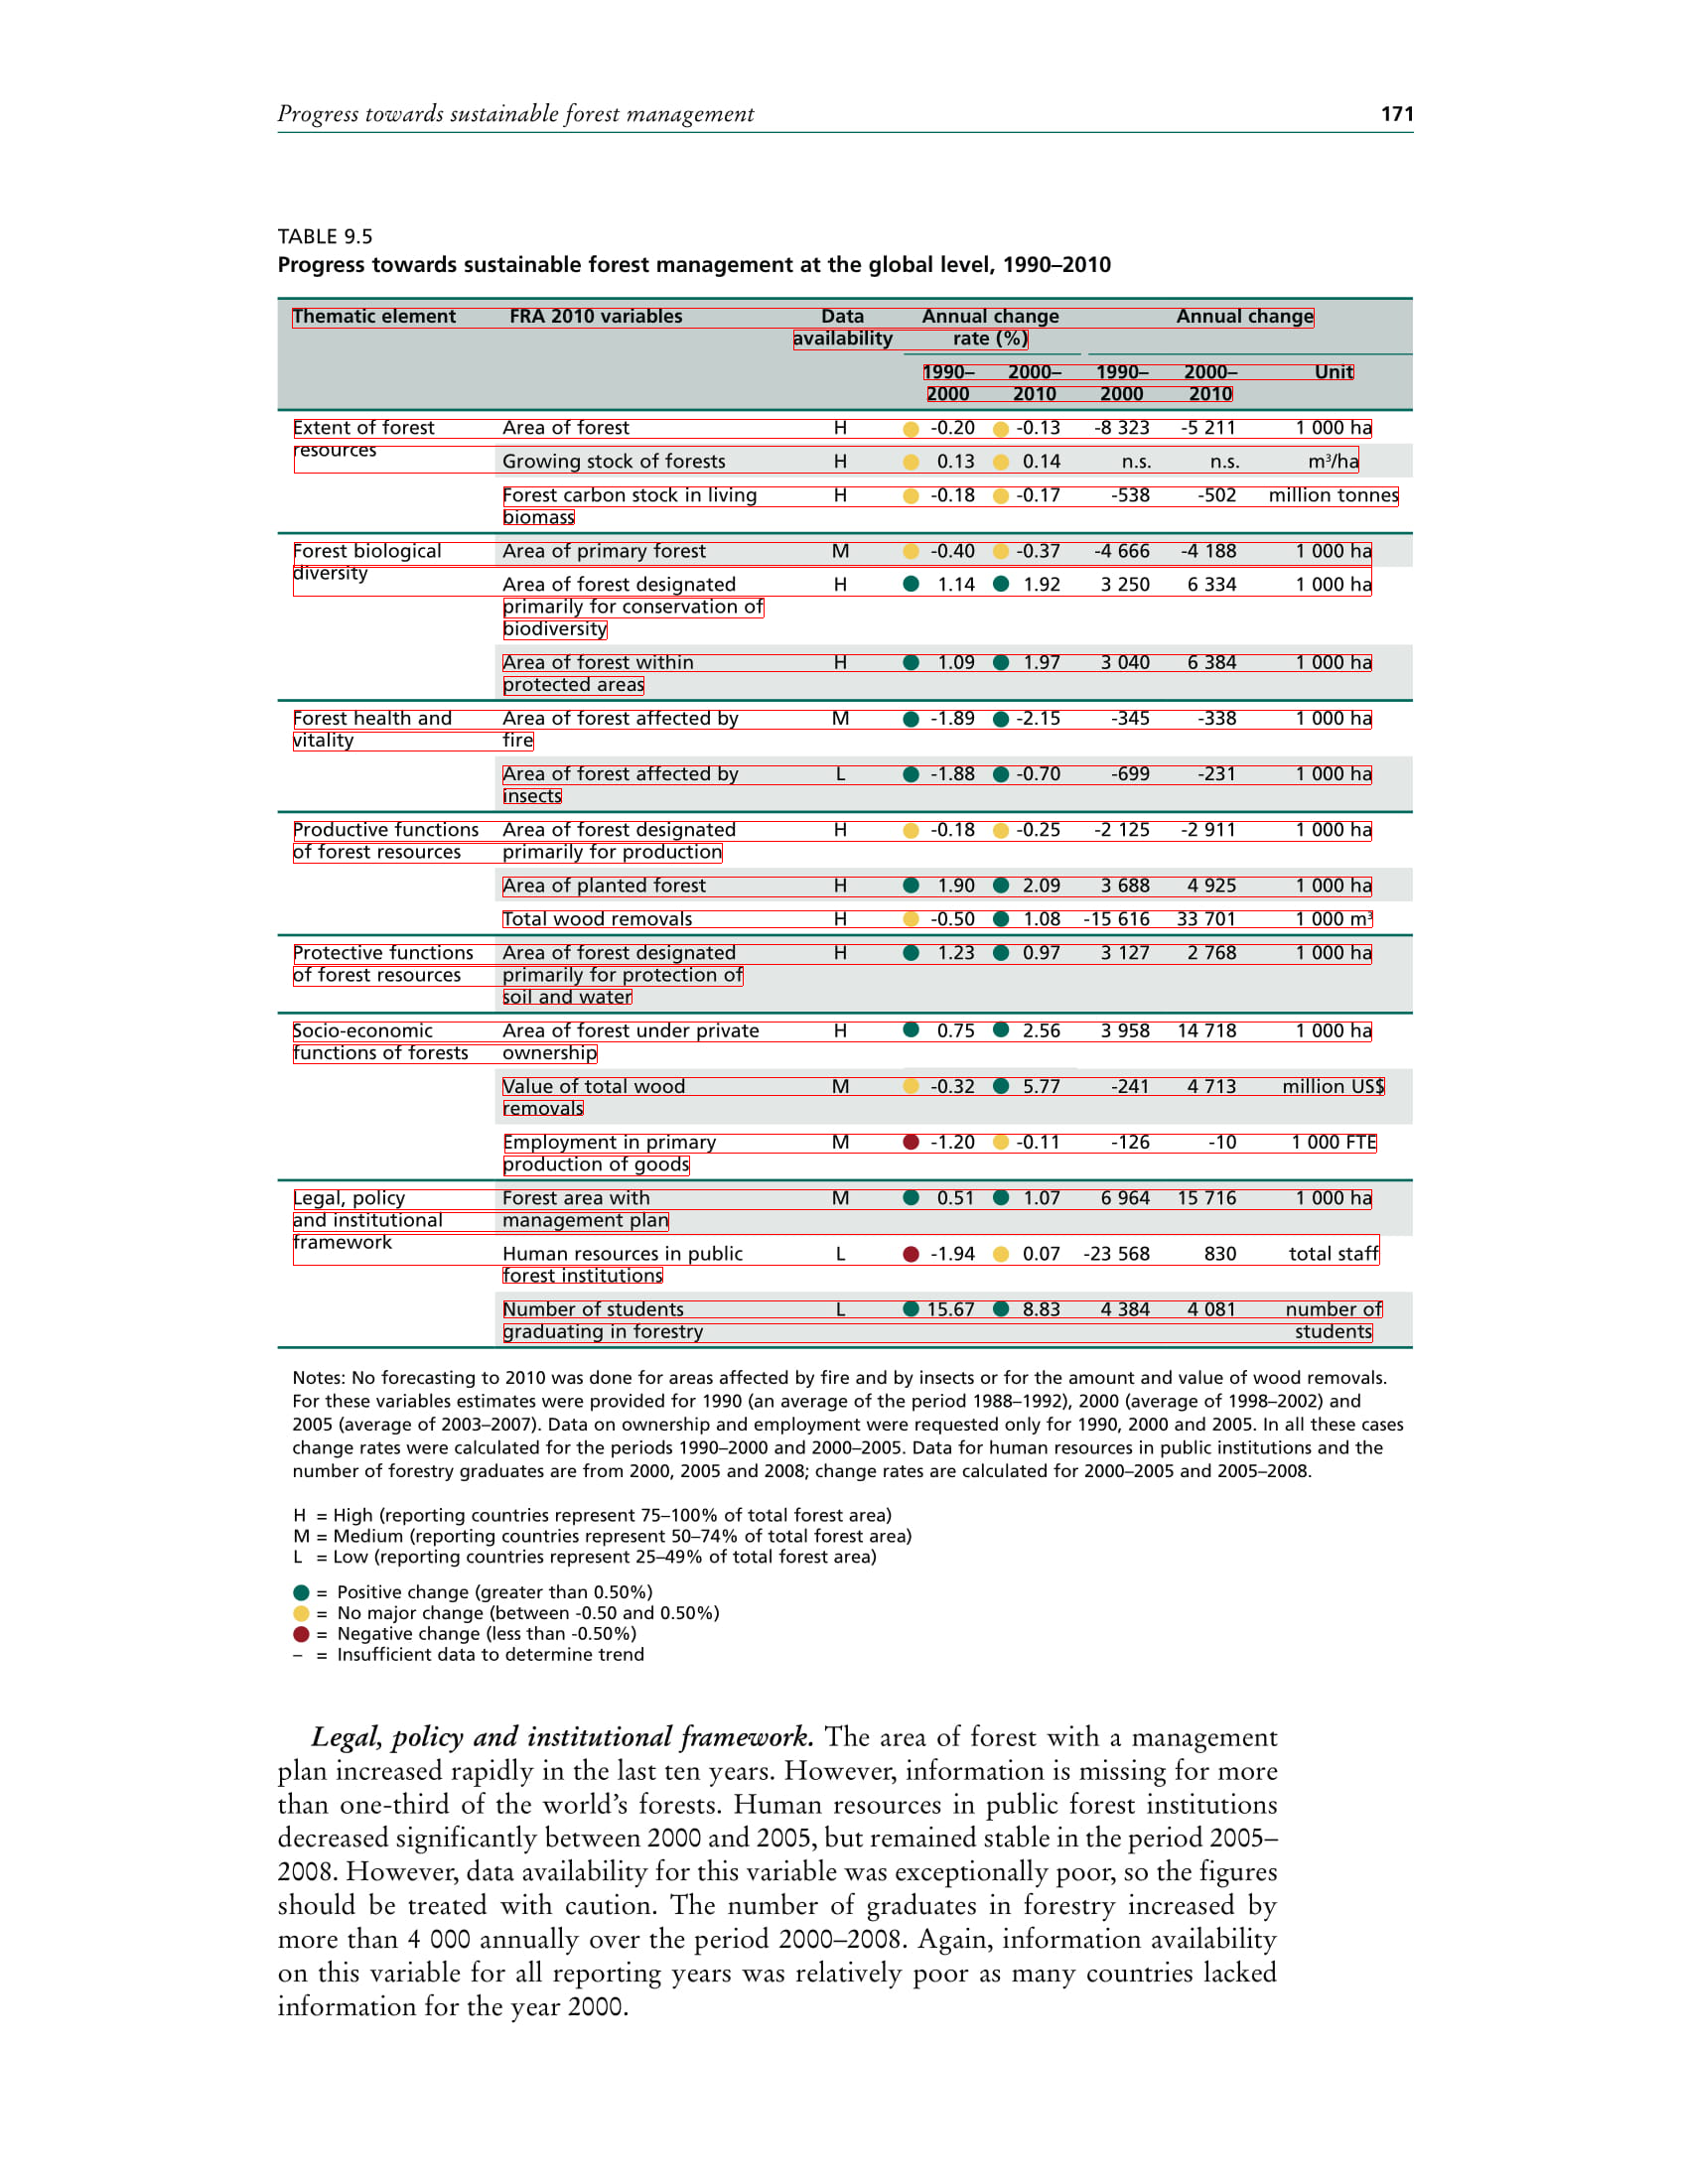 Progress towards sustainable forest management 171
TABLE 9.5
Progress towards sustainable forest management at the global level, 1990–2010
Thematic element FRA 2010 variables Data Annual change Annual change
availability rate (%)
1990– 2000– 1990– 2000– Unit
2000 2010 2000 2010
Extent of forest Area of forest H -0.20 -0.13 -8 323 -5 211 1 000 ha
resources
Growing stock of forests H 0.13 0.14 n.s. n.s. m³/ha
Forest carbon stock in living H -0.18 -0.17 -538 -502 million tonnes
biomass
Forest biological Area of primary forest M -0.40 -0.37 -4 666 -4 188 1 000 ha
diversity
Area of forest designated H 1.14 1.92 3 250 6 334 1 000 ha
primarily for conservation of
biodiversity
Area of forest within H 1.09 1.97 3 040 6 384 1 000 ha
protected areas
Forest health and Area of forest affected by M -1.89 -2.15 -345 -338 1 000 ha
vitality fire
Area of forest affected by L -1.88 -0.70 -699 -231 1 000 ha
insects
Productive functions Area of forest designated H -0.18 -0.25 -2 125 -2 911 1 000 ha
of forest resources primarily for production
Area of planted forest H 1.90 2.09 3 688 4 925 1 000 ha
Total wood removals H -0.50 1.08 -15 616 33 701 1 000 m³
Protective functions Area of forest designated H 1.23 0.97 3 127 2 768 1 000 ha
of forest resources primarily for protection of
soil and water
Socio-economic Area of forest under private H 0.75 2.56 3 958 14 718 1 000 ha
functions of forests ownership
Value of total wood M -0.32 5.77 -241 4 713 million US$
removals
Employment in primary M -1.20 -0.11 -126 -10 1 000 FTE
production of goods
Legal, policy Forest area with M 0.51 1.07 6 964 15 716 1 000 ha
and institutional management plan
framework
Human resources in public L -1.94 0.07 -23 568 830 total staff
forest institutions
Number of students L 15.67 8.83 4 384 4 081 number of
graduating in forestry students
Notes: No forecasting to 2010 was done for areas affected by fire and by insects or for the amount and value of wood removals.
For these variables estimates were provided for 1990 (an average of the period 1988–1992), 2000 (average of 1998–2002) and
2005 (average of 2003–2007). Data on ownership and employment were requested only for 1990, 2000 and 2005. In all these cases
change rates were calculated for the periods 1990–2000 and 2000–2005. Data for human resources in public institutions and the
number of forestry graduates are from 2000, 2005 and 2008; change rates are calculated for 2000–2005 and 2005–2008.
H = High (reporting countries represent 75–100% of total forest area)
M = Medium (reporting countries represent 50–74% of total forest area)
L = Low (reporting countries represent 25–49% of total forest area)
= Positive change (greater than 0.50%)
= No major change (between -0.50 and 0.50%)
= Negative change (less than -0.50%)
– = Insufficient data to determine trend
Legal, policy and institutional framework. The area of forest with a management
plan increased rapidly in the last ten years. However, information is missing for more
than one-third of the world’s forests. Human resources in public forest institutions
decreased significantly between 2000 and 2005, but remained stable in the period 2005–
2008. However, data availability for this variable was exceptionally poor, so the figures
should be treated with caution. The number of graduates in forestry increased by
more than 4 000 annually over the period 2000–2008. Again, information availability
on this variable for all reporting years was relatively poor as many countries lacked
information for the year 2000.